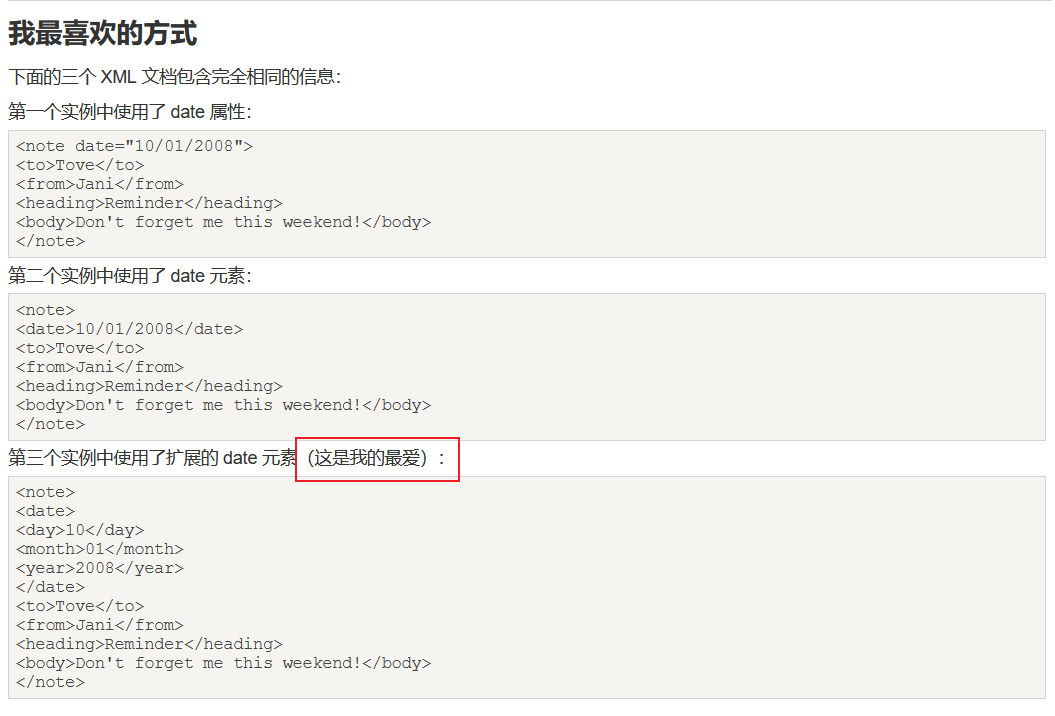 我最喜欢的方式
下面的三个 XML 文档包含完全相同的信息：
第一个实例中使用了 date 属性：
<note date="10/01/2008">
<to>Tove</to>
<from>Jani</from>
<heading>Reminder</heading>
<body>Don't forget me this weekend!</body>
</note>
第二个实例中使用了 date 元素：
<note>
<date>10/01/2008</date>
<to>Tove</to>
<from>Jani</from>
<heading>Reminder</heading>
<body>Don't forget me this weekend!</body>
</note>
第三个实例中使用了扩展的 date 元素（这是我的最爱）：
<note>
<date>
<day>10</day>
<month>01</month>
<year>2008</year>
</date>
<to>Tove</to>
<from>Jani</from>
<heading>Reminder</heading>
<body>Don't forget me this weekend!</body>
</note>